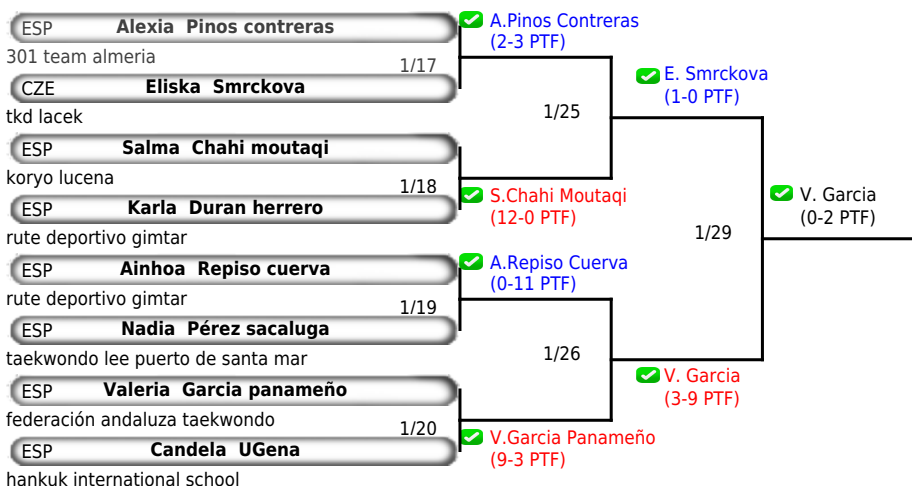 ESP Alexia Pinos contreras
301 team almeria
1/17
CZE Eliska Smrckova
tkd lacek
ESP Salma Chahi moutaqi
koryo lucena
1/18
ESP Karla Duran herrero
rute deportivo gimtar
ESP Ainhoa Repiso cuerva
rute deportivo gimtar
1/19
ESP Nadia Pérez sacaluga
taekwondo lee puerto de santa mar
ESP Valeria Garcia panameño
federación andaluza taekwondo
1/20
ESP Candela UGena
hankuk international school
A.Pinos Contreras
(2-3 PTF)
1/25
S.Chahi Moutaqi
(12-0 PTF)
A.Repiso Cuerva
(0-11 PTF)
1/26
V.Garcia Panameño
(9-3 PTF)
E. Smrckova
(1-0 PTF)
1/29
V. Garcia
(3-9 PTF)
V. Garcia
(0-2 PTF)